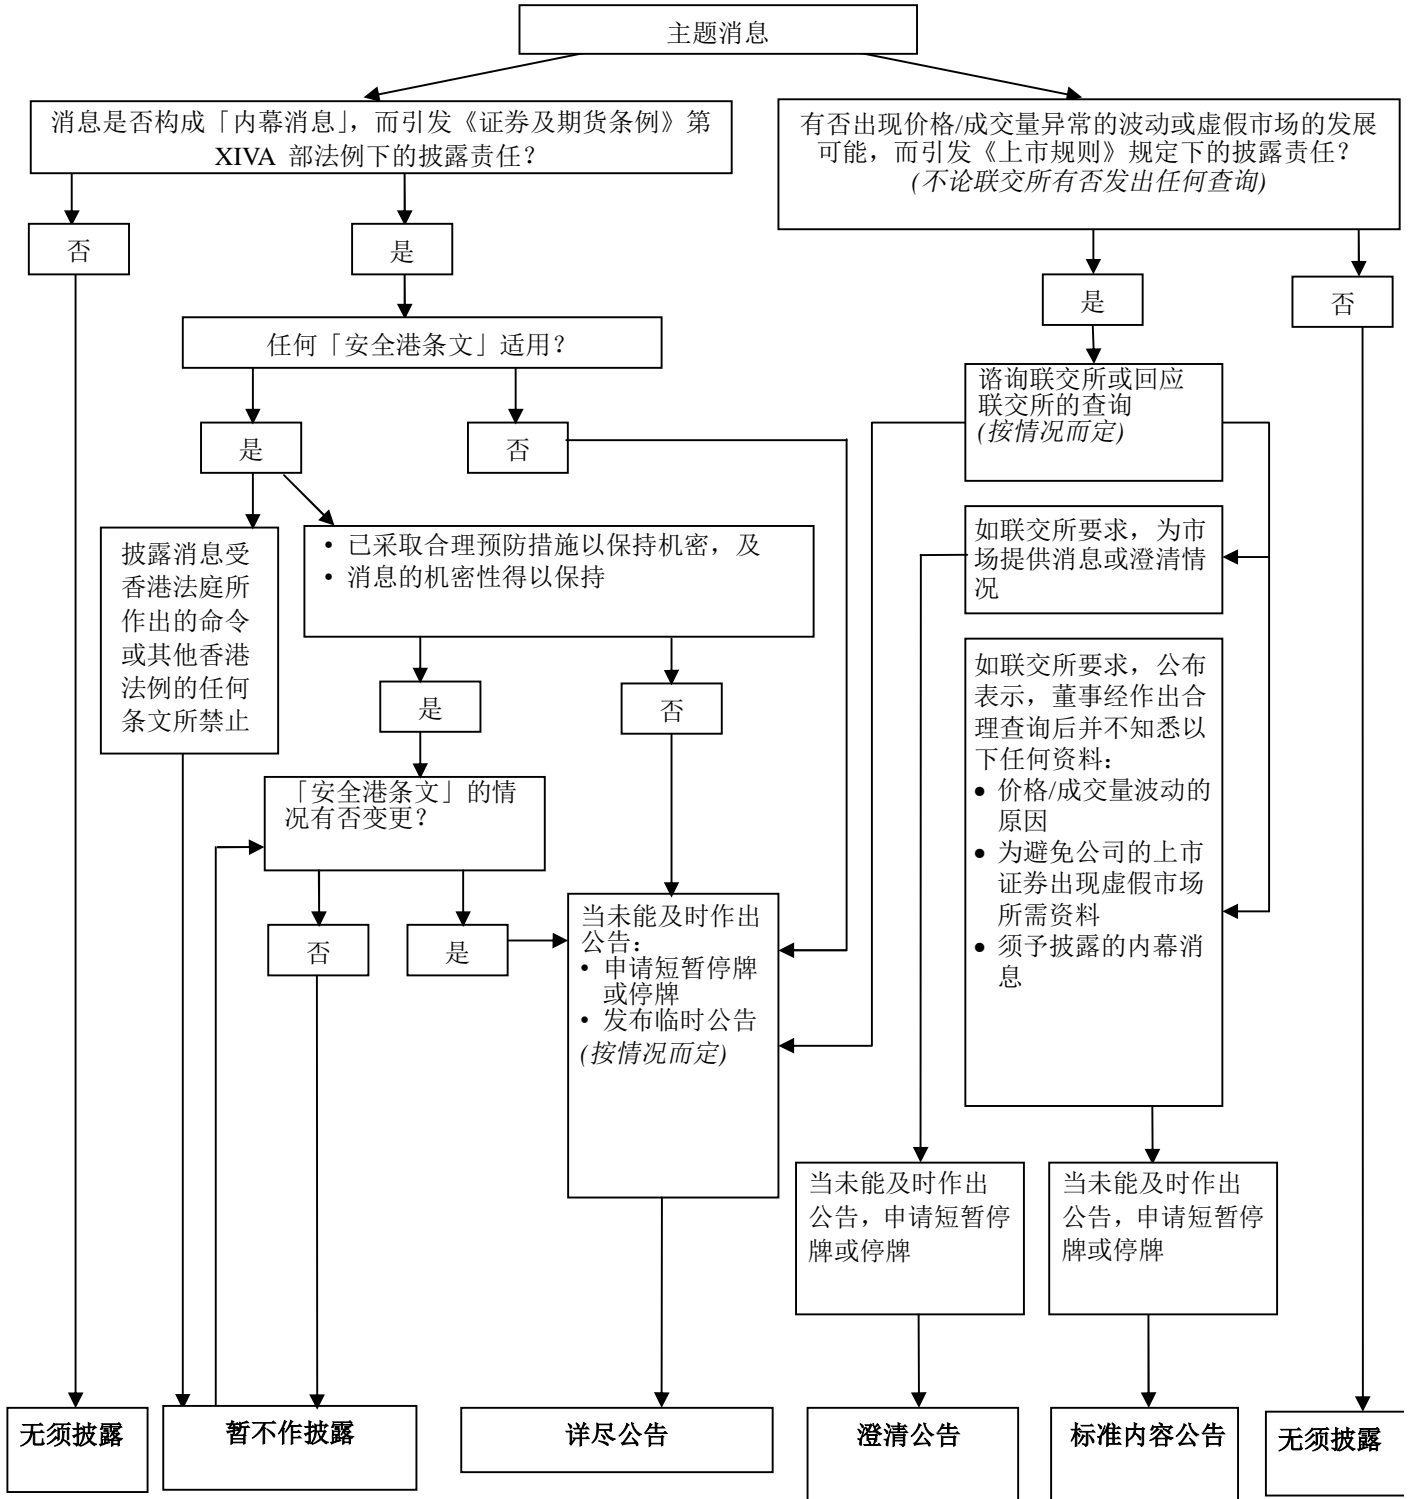 主题消息
消息是否构成「内幕消息」，而引发《证券及期货条例》第
XIVA 部法例下的披露责任？
有否出现价格/成交量异常的波动或虚假市场的发展
可能，而引发《上市规则》规定下的披露责任？
(不论联交所有否发出任何查询)
否
是
是
否
任何「安全港条文」适用？
谘询联交所或回应
联交所的查询
(按情况而定)
是
否
披露消息受
香港法庭所
作出的命令
或其他香港
法例的任何
条文所禁止
• 已采取合理预防措施以保持机密，及
• 消息的机密性得以保持
如联交所要求，为市
场提供消息或澄清情
况
是
否
如联交所要求，公布
表示，董事经作出合
理查询后并不知悉以
下任何资料：
• 价格/成交量波动的
原因
• 为避免公司的上市
证券出现虚假市场
所需资料
• 须予披露的内幕消
息
「安全港条文」的情
况有否变更？
否
是
当未能及时作出
公告：
• 申请短暂停牌
或停牌
• 发布临时公告
(按情况而定)
当未能及时作出
公告，申请短暂停
牌或停牌
当未能及时作出
公告，申请短暂停
牌或停牌
无须披露
暂不作披露
详尽公告
澄清公告
标准内容公告
无须披露